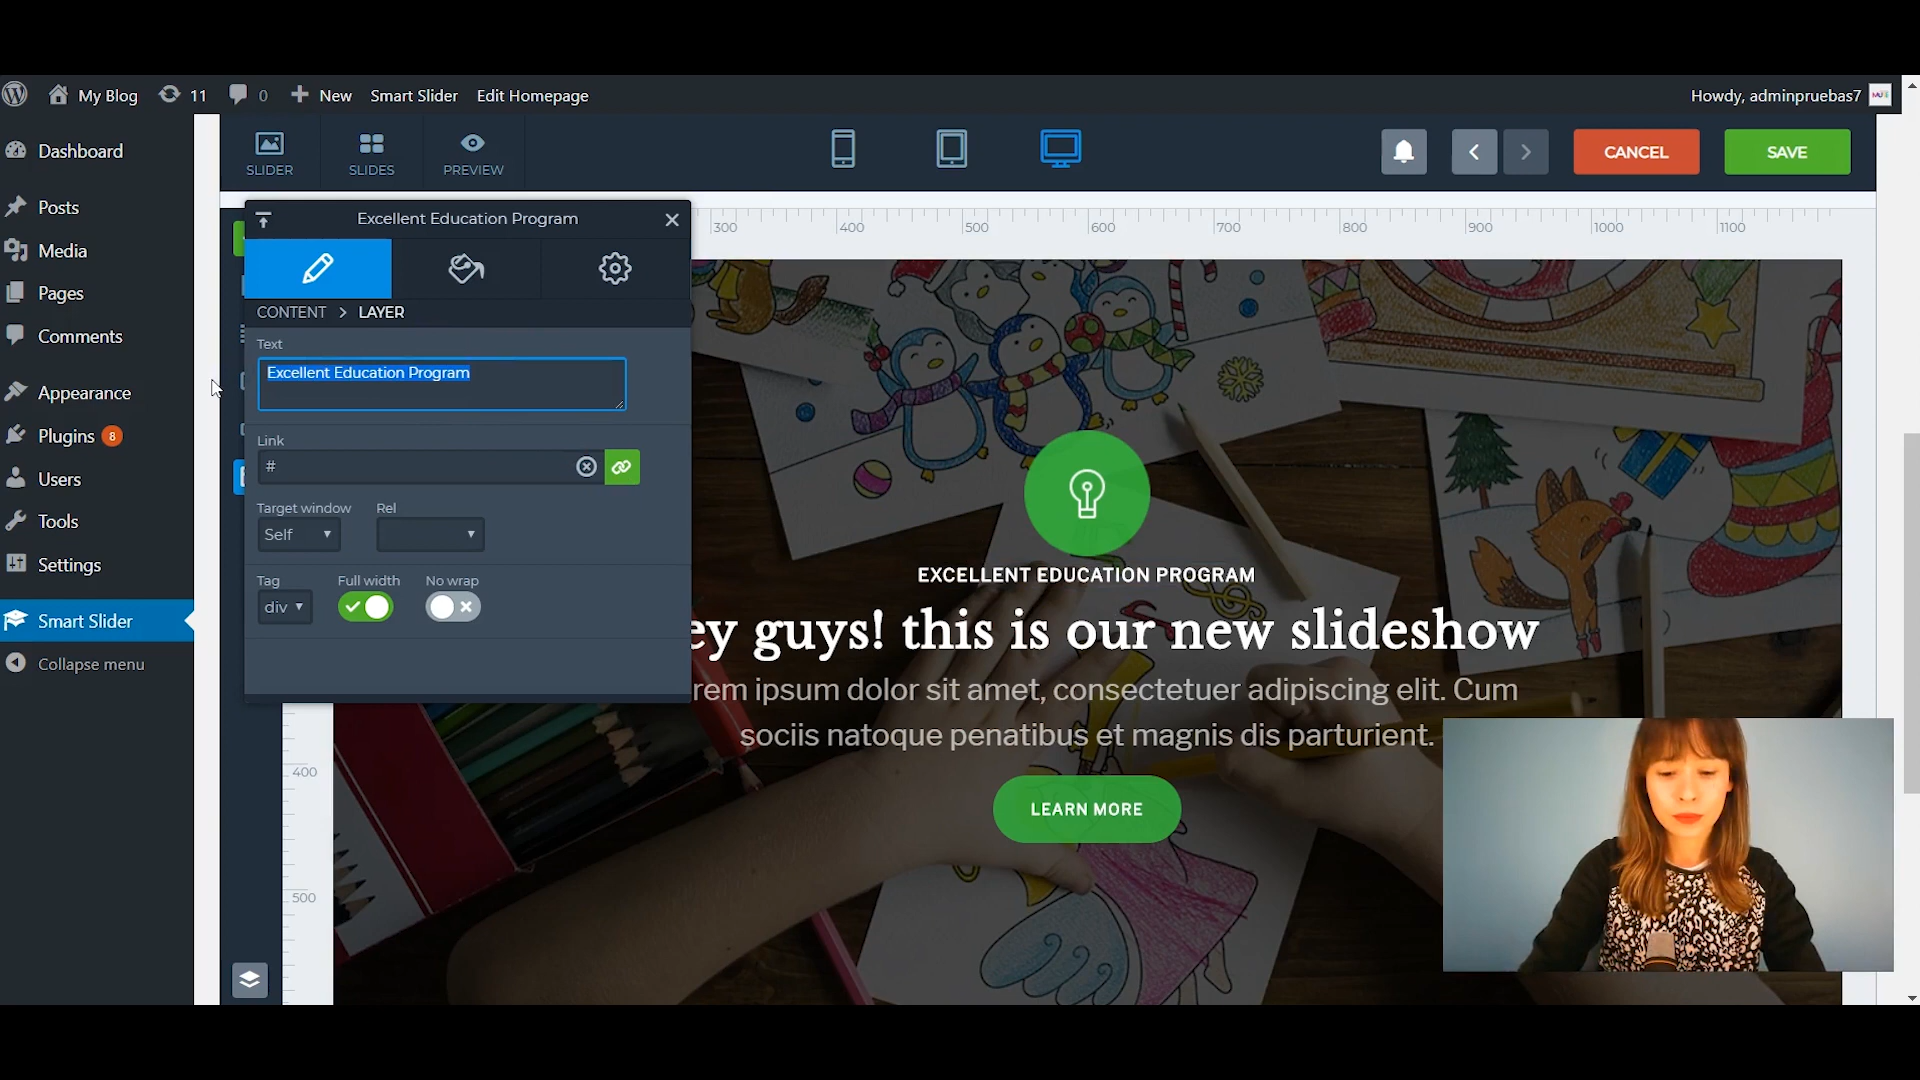 My Blog 11 0 New Smart Slider Edit Homepage Howdy, adminpruebas7
Dashboard
Posts
Media
Pages
Comments
Appearance
Plugins 8
Users
Tools
Settings
Smart Slider
Collapse menu
SLIDER SLIDES PREVIEW CANCEL SAVE
300 400 500 600 700 800 900 1000 1100
Excellent Education Program
CONTENT > LAYER
Text
Excellent Education Program
Link
#
Target window Rel
Self
Tag Full width No wrap
div
400
500
EXCELLENT EDUCATION PROGRAM
ey guys! this is our new slideshow
rem ipsum dolor sit amet, consectetuer adipiscing elit. Cum
sociis natoque penatibus et magnis dis parturient.
LEARN MORE